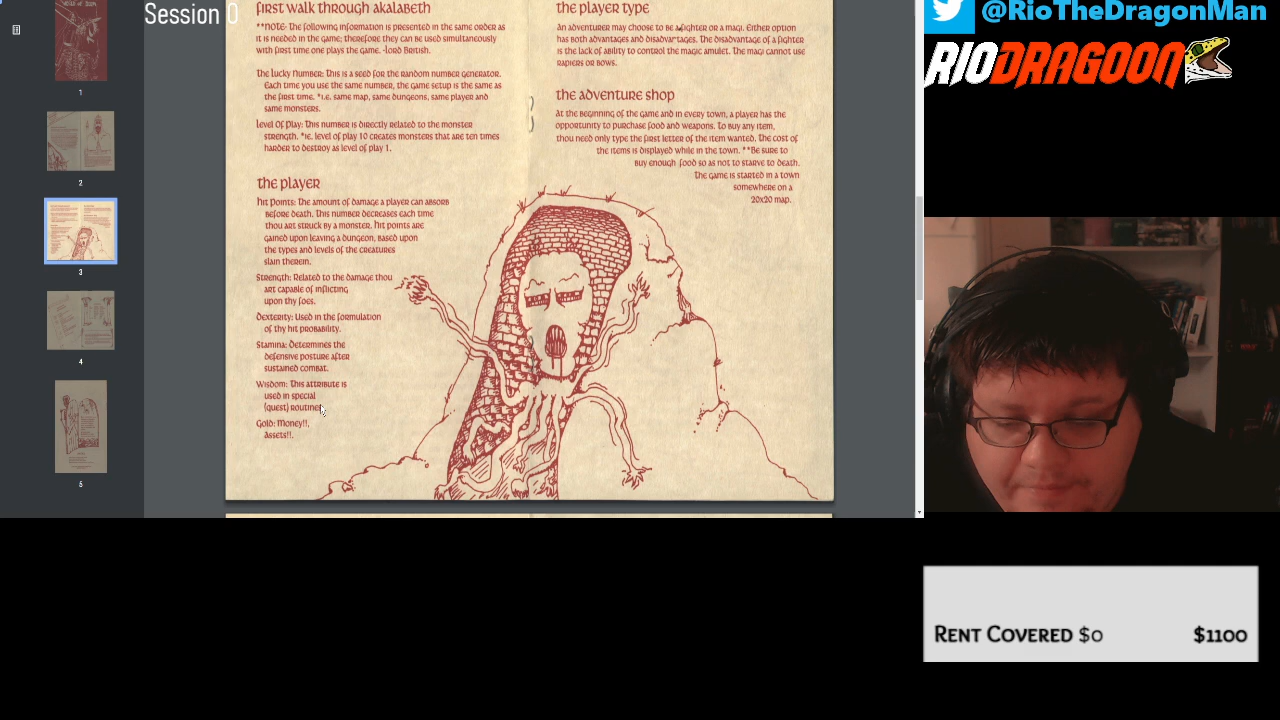 Session 0
first walk through akalabeth
**NOTE: The following information is presented in the same order as
it is needed in the game; therefore they can be used simultaneously
with first time one plays the game. -Lord British.
The Lucky Number: This is a seed for the random number generator.
Each time you use the same number, the game setup is the same as
the first time. *i.e. same map, same dungeons, same player and
same monsters.
Level Of Play: This number is directly related to the monster
strength. *ie. level of play 10 creates monsters that are ten times
harder to destroy as level of play 1.
the player
Hit Points: The amount of damage a player can absorb
before death. This number decreases each time
thou art struck by a monster. Hit points are
gained upon leaving a dungeon, based upon
the types and levels of the creatures
slain therein.
Strength: Related to the damage thou
art capable of inflicting
upon thy foes.
Dexterity: Used in the formulation
of thy hit probability.
Stamina: Determines the
defensive posture after
sustained combat.
Wisdom: This attribute is
used in special
(quest) routines
Gold: Money!!,
Assets!!.
the player type
An adventurer may choose to be a fighter or a magi. Either option
has both advantages and disadvantages. The disadvantage of a fighter
is the lack of ability to control the magic amulet. The magi cannot use
rapiers or bows.
the adventure shop
At the beginning of the game and in every town, a player has the
opportunity to purchase food and weapons. To buy any item,
thou need only type the first letter of the item wanted. The cost of
the items is displayed while in the town. **Be sure to
buy enough food so as not to starve to death.
The game is started in a town
somewhere on a
20x20 map.
1
2
3
4
5
@RioTheDragonMan
RIODRAGOON
Rent Covered $0
$1100